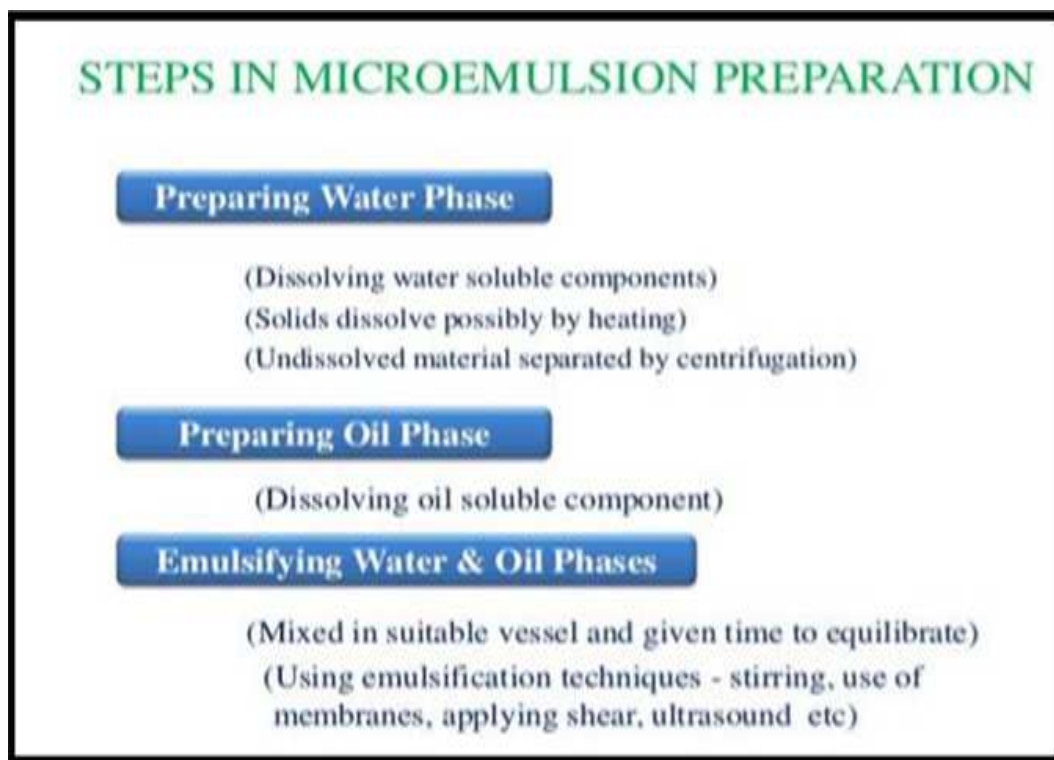 STEPS IN MICROEMULSION PREPARATION
Preparing Water Phase
(Dissolving water soluble components)
(Solids dissolve possibly by heating)
(Undissolved material separated by centrifugation)
Preparing Oil Phase
(Dissolving oil soluble component)
Emulsifying Water & Oil Phases
(Mixed in suitable vessel and given time to equilibrate)
(Using emulsification techniques - stirring, use of
membranes, applying shear, ultrasound etc)